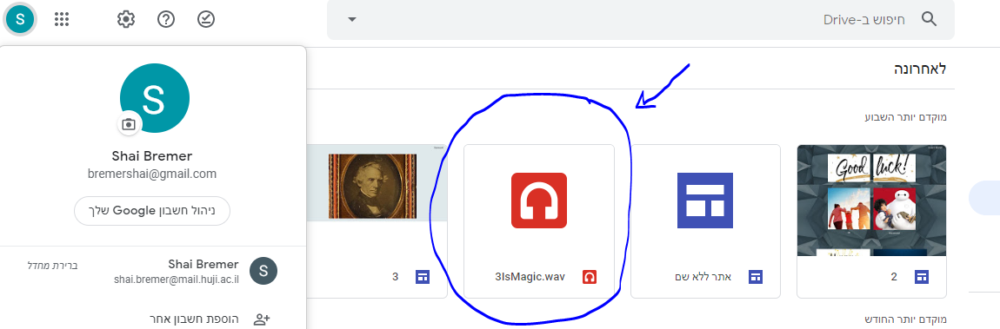 חיפוש ב-Drive
S
לאחרונה
מוקדם יותר השבוע
Good luck!
2
אתר ללא שם
3IsMagic.wav
3
מוקדם יותר החודש
S
Shai Bremer
bremershai@gmail.com
ניהול חשבון Google שלך
S
Shai Bremer
ברירת מחדל
shai.bremer@mail.huji.ac.il
הוספת חשבון אחר